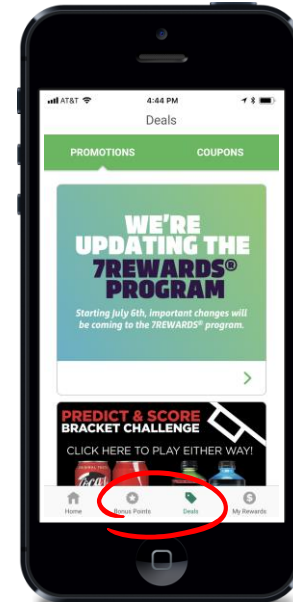 AT&T 4:44 PM
Deals
PROMOTIONS COUPONS
WE'RE
UPDATING THE
7REWARDS®
PROGRAM
Starting July 6th, important changes will
be coming to the 7REWARDS® program.
PREDICT & SCORE
BRACKET CHALLENGE
CLICK HERE TO PLAY EITHER WAY!
Home Bonus Points Deals My Rewards